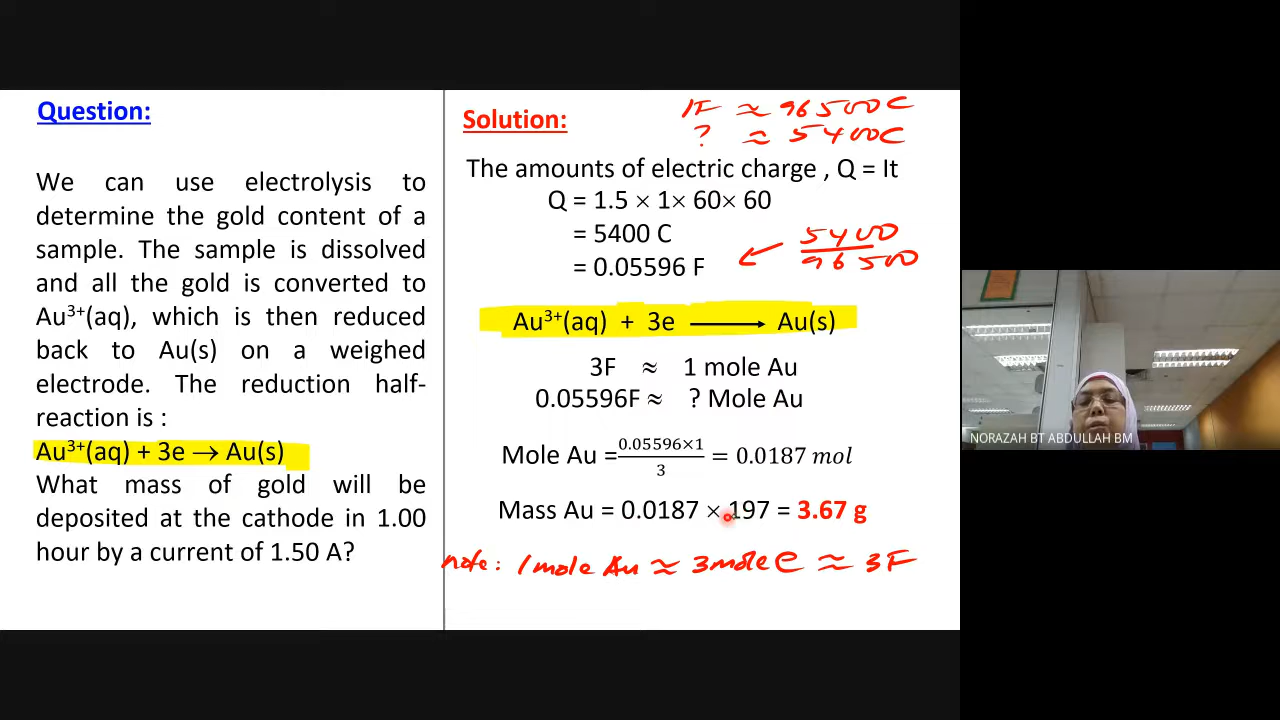 Question:
We can use electrolysis to
determine the gold content of a
sample. The sample is dissolved
and all the gold is converted to
Au³⁺(aq), which is then reduced
back to Au(s) on a weighed
electrode. The reduction half-
reaction is :
Au³⁺(aq) + 3e → Au(s)
What mass of gold will be
deposited at the cathode in 1.00
hour by a current of 1.50 A?
Solution:
1F ≈ 96500C
? ≈ 5400C
The amounts of electric charge , Q = It
Q = 1.5 × 1× 60× 60
= 5400 C
= 0.05596 F
5400
96500
Au³⁺(aq) + 3e ⟶ Au(s)
3F ≈ 1 mole Au
0.05596F ≈ ? Mole Au
Mole Au = 0.05596×1 / 3 = 0.0187 mol
Mass Au = 0.0187 × 197 = 3.67 g
note: 1 mole Au ≈ 3 mole e ≈ 3F
NORAZAH BT ABDULLAH BM